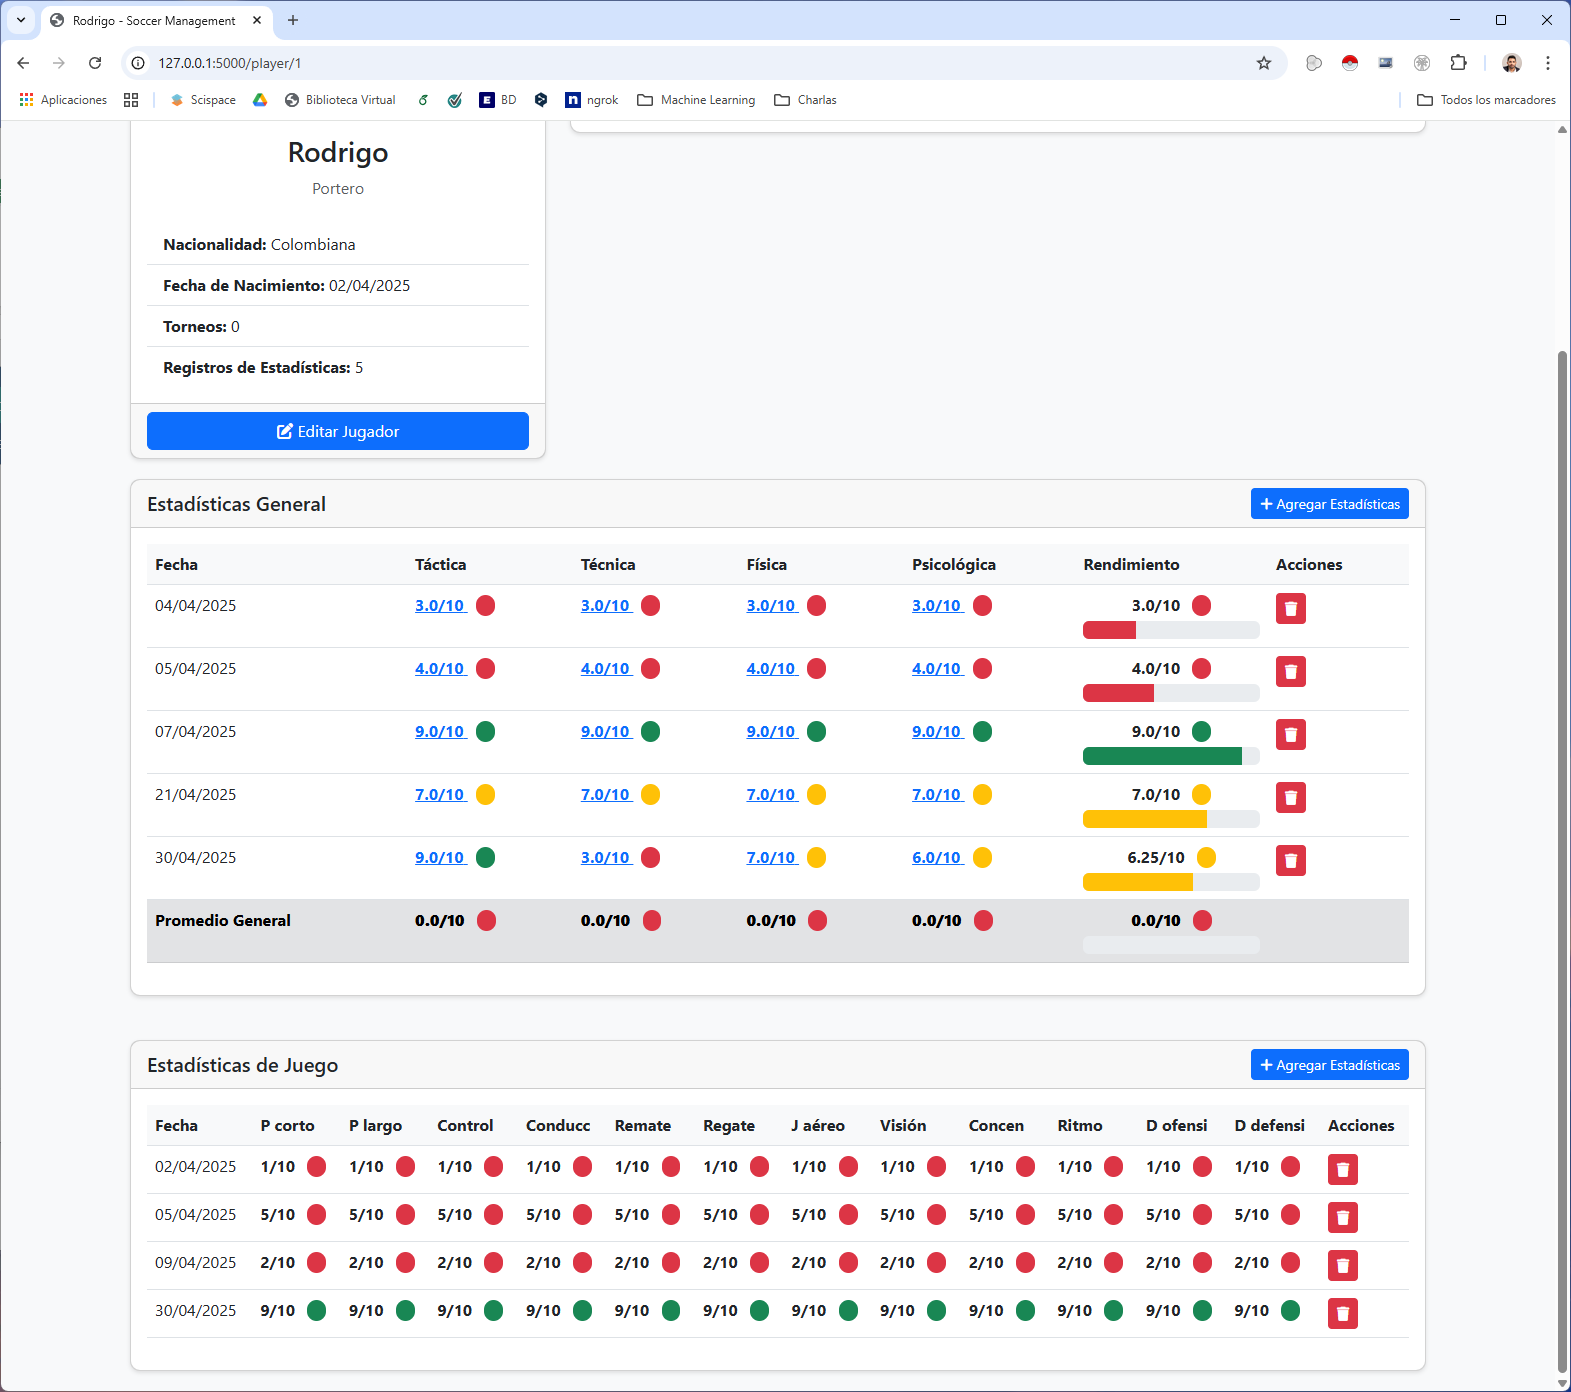 Rodrigo - Soccer Management
127.0.0.1:5000/player/1
Aplicaciones Scispace Biblioteca Virtual BD ngrok Machine Learning Charlas Todos los marcadores
Rodrigo
Portero
Nacionalidad: Colombiana
Fecha de Nacimiento: 02/04/2025
Torneos: 0
Registros de Estadísticas: 5
Editar Jugador
Estadísticas General + Agregar Estadísticas
Fecha Táctica Técnica Física Psicológica Rendimiento Acciones
04/04/2025 3.0/10 3.0/10 3.0/10 3.0/10 3.0/10
05/04/2025 4.0/10 4.0/10 4.0/10 4.0/10 4.0/10
07/04/2025 9.0/10 9.0/10 9.0/10 9.0/10 9.0/10
21/04/2025 7.0/10 7.0/10 7.0/10 7.0/10 7.0/10
30/04/2025 9.0/10 3.0/10 7.0/10 6.0/10 6.25/10
Promedio General 0.0/10 0.0/10 0.0/10 0.0/10 0.0/10
Estadísticas de Juego + Agregar Estadísticas
Fecha P corto P largo Control Conducc Remate Regate J aéreo Visión Concen Ritmo D ofensi D defensi Acciones
02/04/2025 1/10 1/10 1/10 1/10 1/10 1/10 1/10 1/10 1/10 1/10 1/10 1/10
05/04/2025 5/10 5/10 5/10 5/10 5/10 5/10 5/10 5/10 5/10 5/10 5/10 5/10
09/04/2025 2/10 2/10 2/10 2/10 2/10 2/10 2/10 2/10 2/10 2/10 2/10 2/10
30/04/2025 9/10 9/10 9/10 9/10 9/10 9/10 9/10 9/10 9/10 9/10 9/10 9/10